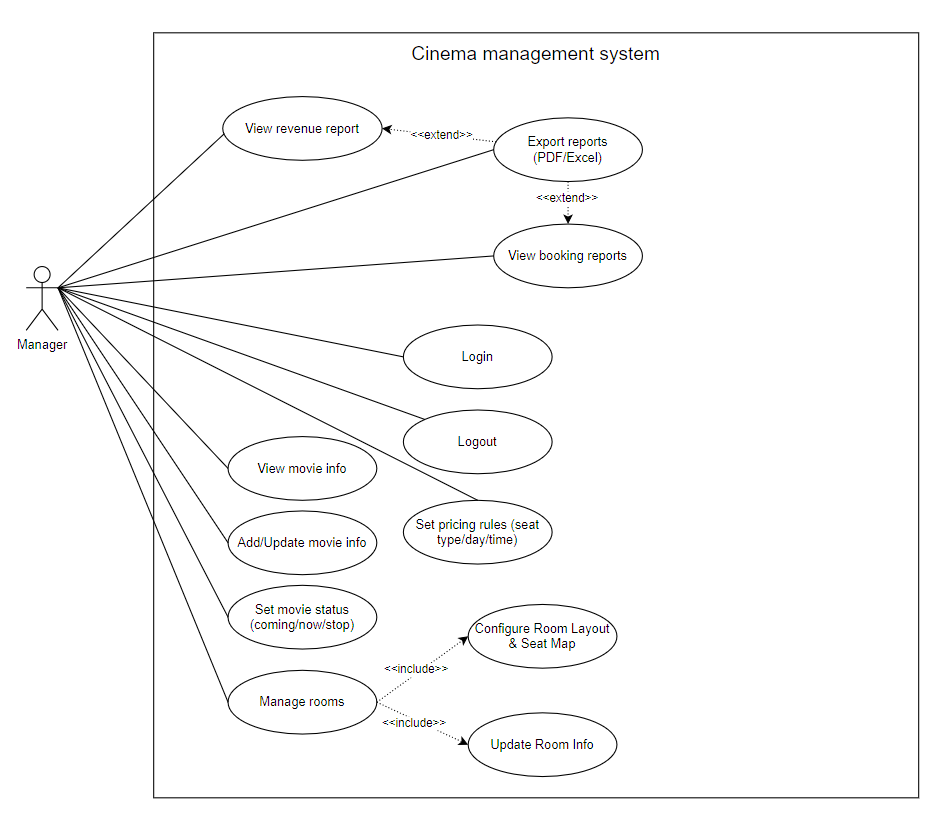 Cinema management system
View revenue report
<<extend>>
Export reports
(PDF/Excel)
<<extend>>
View booking reports
Manager
Login
Logout
View movie info
Set pricing rules (seat
type/day/time)
Add/Update movie info
Set movie status
(coming/now/stop)
Configure Room Layout
& Seat Map
<<include>>
Manage rooms
<<include>>
Update Room Info